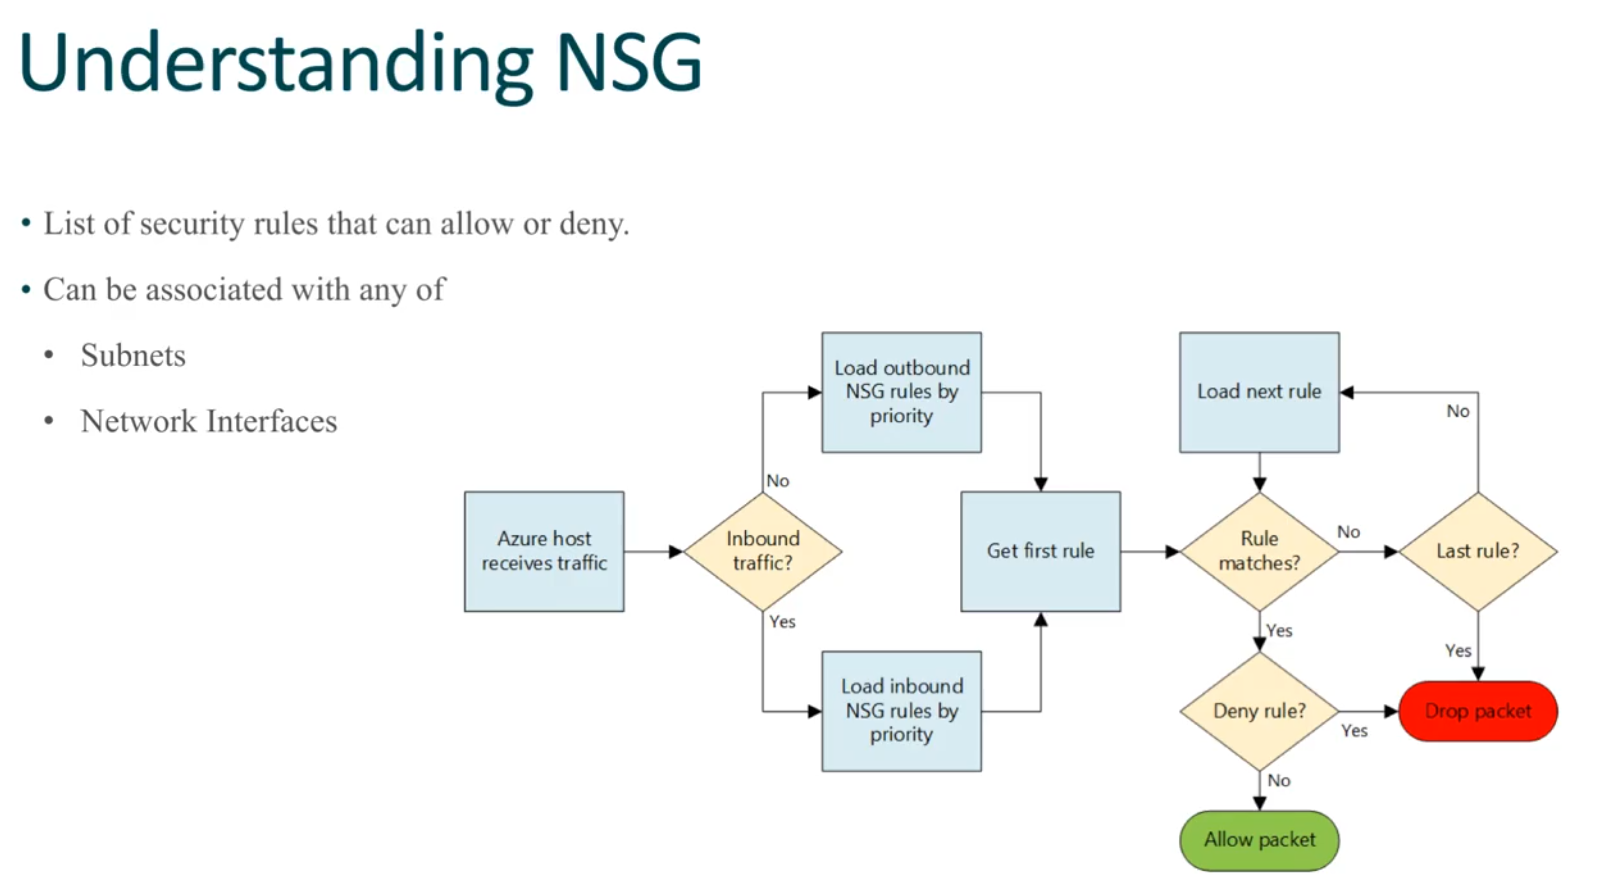 Understanding NSG
• List of security rules that can allow or deny.
• Can be associated with any of
• Subnets
• Network Interfaces
Azure host
receives traffic
Inbound
traffic?
No
Yes
Load outbound
NSG rules by
priority
Load inbound
NSG rules by
priority
Get first rule
Load next rule
Rule
matches?
No
Yes
Last rule?
No
Yes
Deny rule?
Yes
No
Drop packet
Allow packet